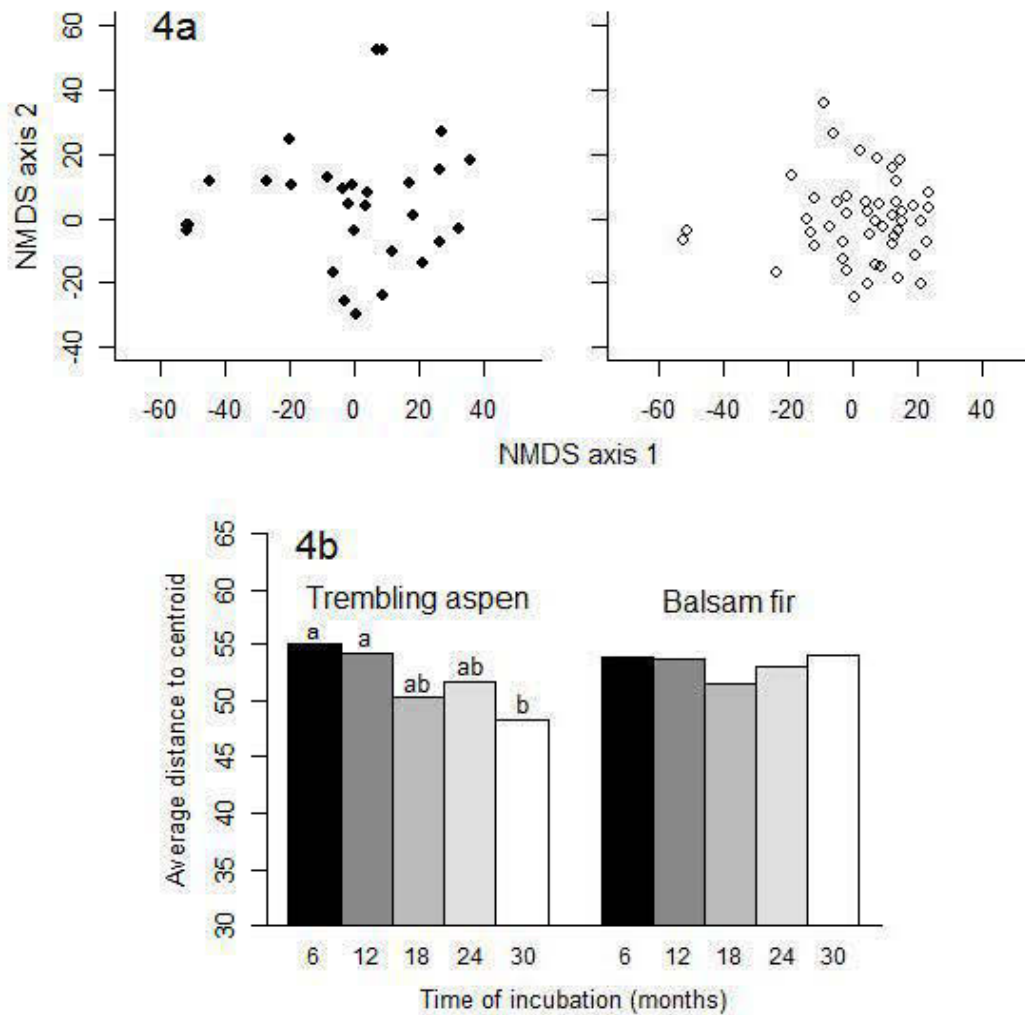 4a
60
40
20
0
-20
-40
NMDS axis 2
-60 -40 -20 0 20 40 -60 -40 -20 0 20 40
NMDS axis 1
4b
65
60
55
50
45
40
35
30
Average distance to centroid
Trembling aspen Balsam fir
a a ab ab b
6 12 18 24 30 6 12 18 24 30
Time of incubation (months)